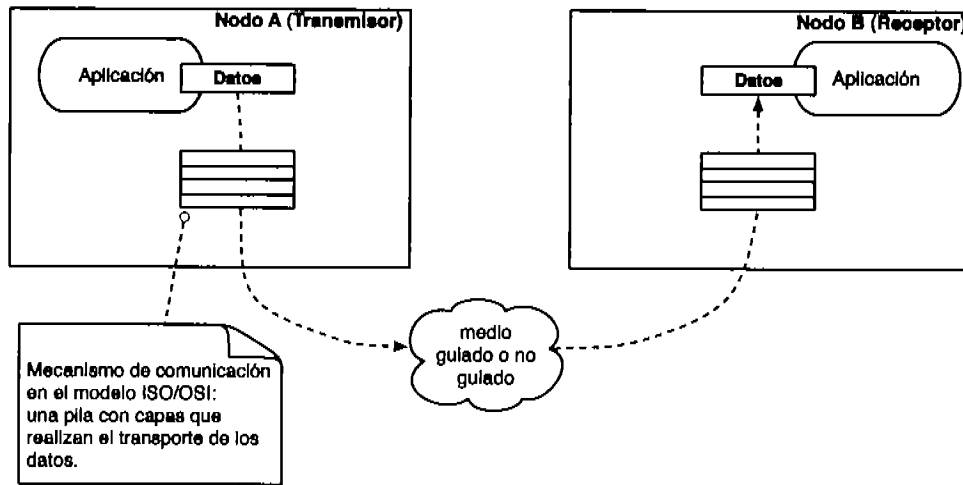 Nodo A (Transmisor)
Aplicación
Datos
Nodo B (Receptor)
Datos
Aplicación
medio
guiado o no
guiado
Mecanismo de comunicación
en el modelo ISO/OSI:
una pila con capas que
realizan el transporte de los
datos.